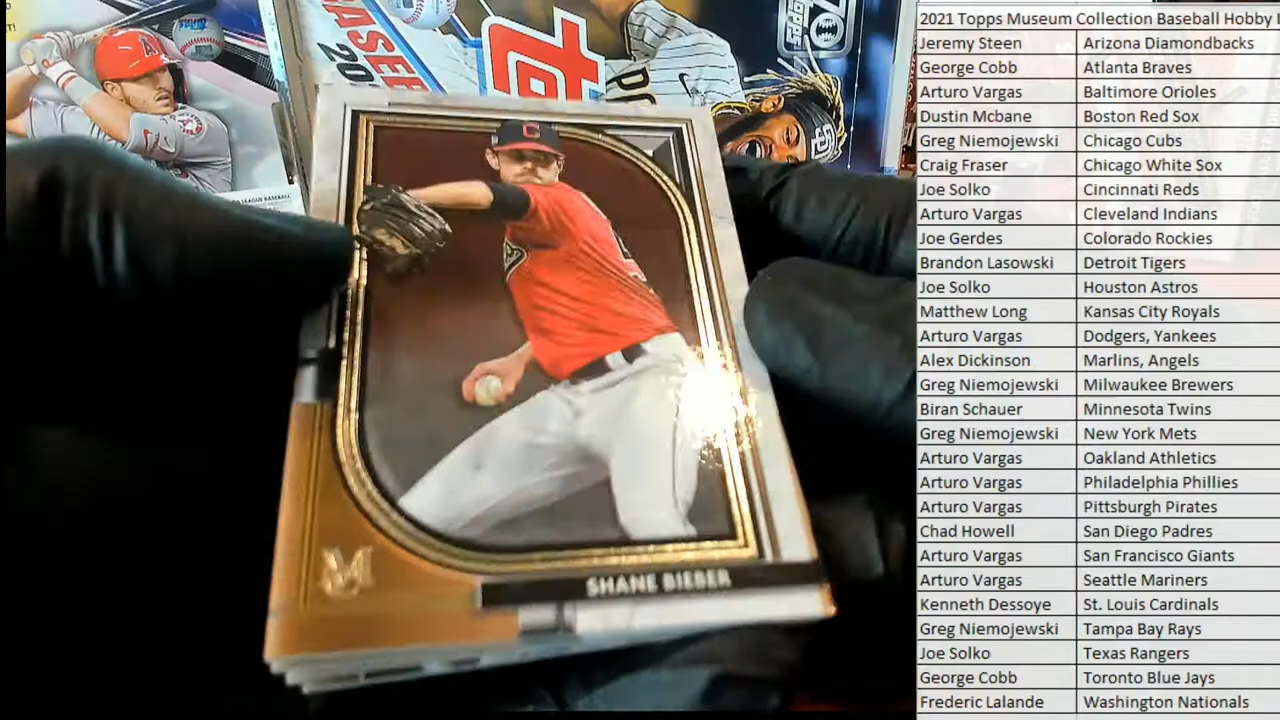 2021 Topps Museum Collection Baseball Hobby
Jeremy Steen Arizona Diamondbacks
George Cobb Atlanta Braves
Arturo Vargas Baltimore Orioles
Dustin Mcbane Boston Red Sox
Greg Niemojewski Chicago Cubs
Craig Fraser Chicago White Sox
Joe Solko Cincinnati Reds
Arturo Vargas Cleveland Indians
Joe Gerdes Colorado Rockies
Brandon Lasowski Detroit Tigers
Joe Solko Houston Astros
Matthew Long Kansas City Royals
Arturo Vargas Dodgers, Yankees
Alex Dickinson Marlins, Angels
Greg Niemojewski Milwaukee Brewers
Biran Schauer Minnesota Twins
Greg Niemojewski New York Mets
Arturo Vargas Oakland Athletics
Arturo Vargas Philadelphia Phillies
Arturo Vargas Pittsburgh Pirates
Chad Howell San Diego Padres
Arturo Vargas San Francisco Giants
Arturo Vargas Seattle Mariners
Kenneth Dessoye St. Louis Cardinals
Greg Niemojewski Tampa Bay Rays
Joe Solko Texas Rangers
George Cobb Toronto Blue Jays
Frederic Lalande Washington Nationals
topps
C
M
SHANE BIEBER